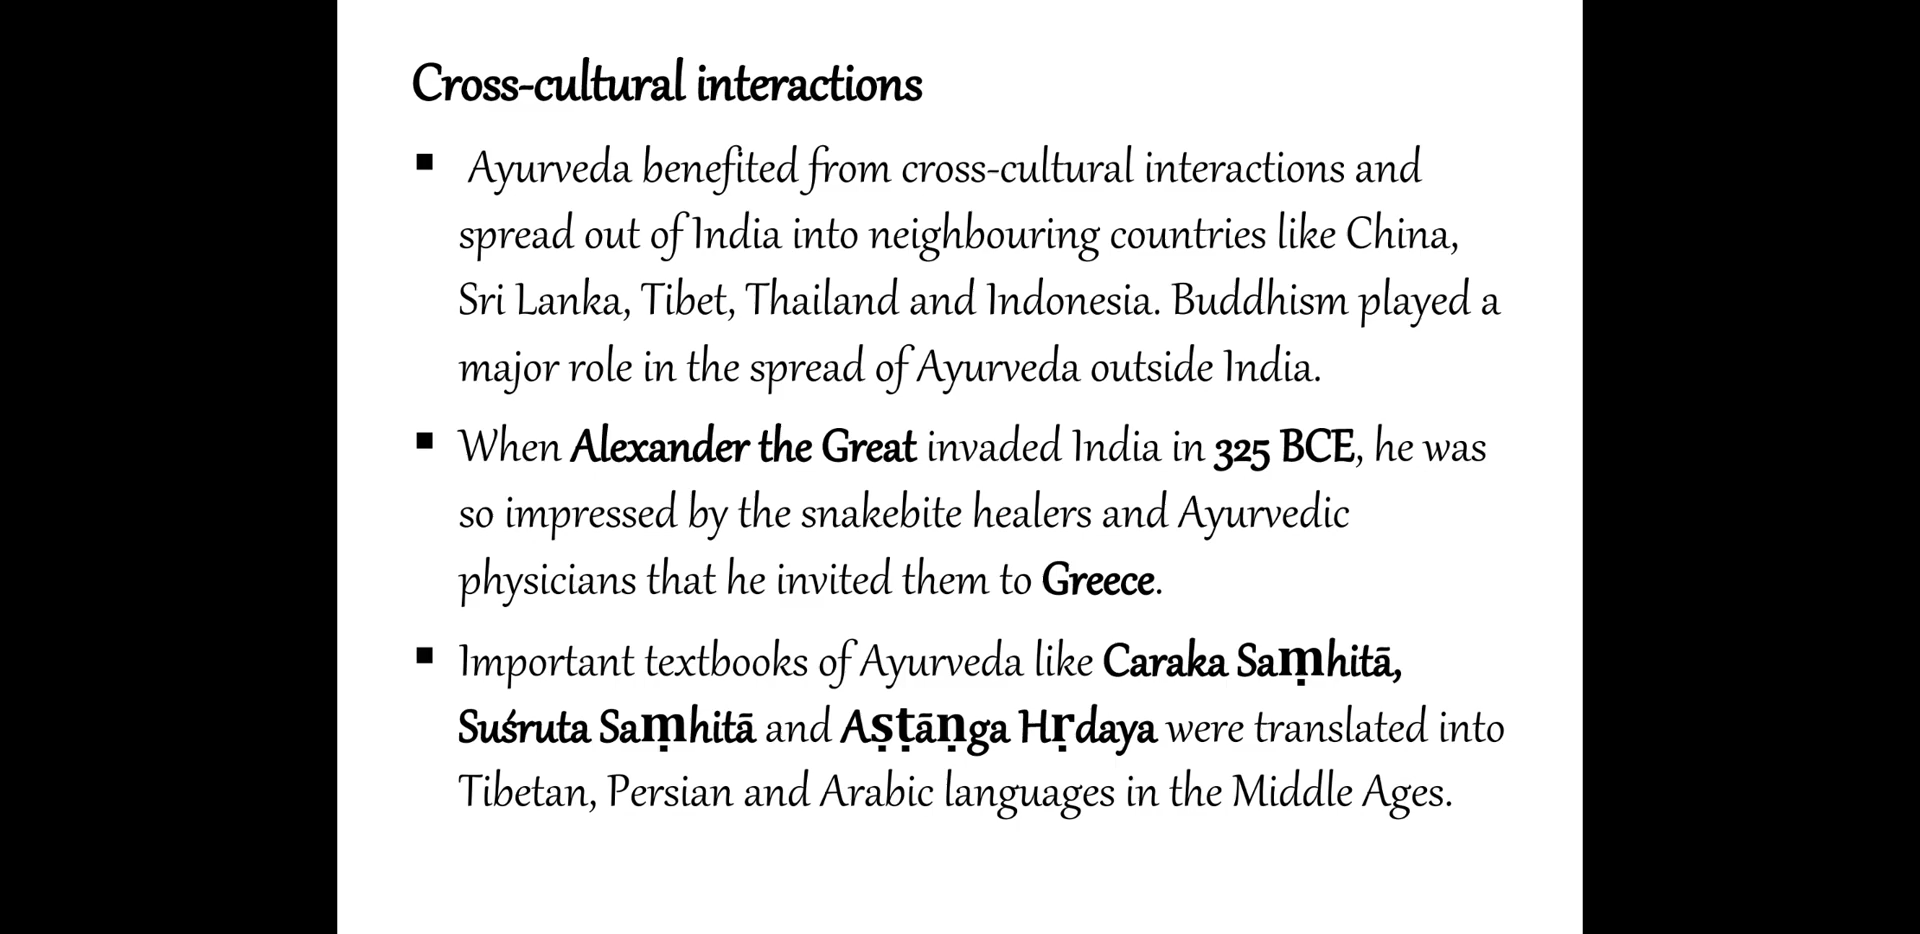 Cross-cultural interactions
▪ Ayurveda benefited from cross-cultural interactions and
spread out of India into neighbouring countries like China,
Sri Lanka, Tibet, Thailand and Indonesia. Buddhism played a
major role in the spread of Ayurveda outside India.
▪ When Alexander the Great invaded India in 325 BCE, he was
so impressed by the snakebite healers and Ayurvedic
physicians that he invited them to Greece.
▪ Important textbooks of Ayurveda like Caraka Saṃhitā,
Suśruta Saṃhitā and Aṣṭāṇga Hṛdaya were translated into
Tibetan, Persian and Arabic languages in the Middle Ages.